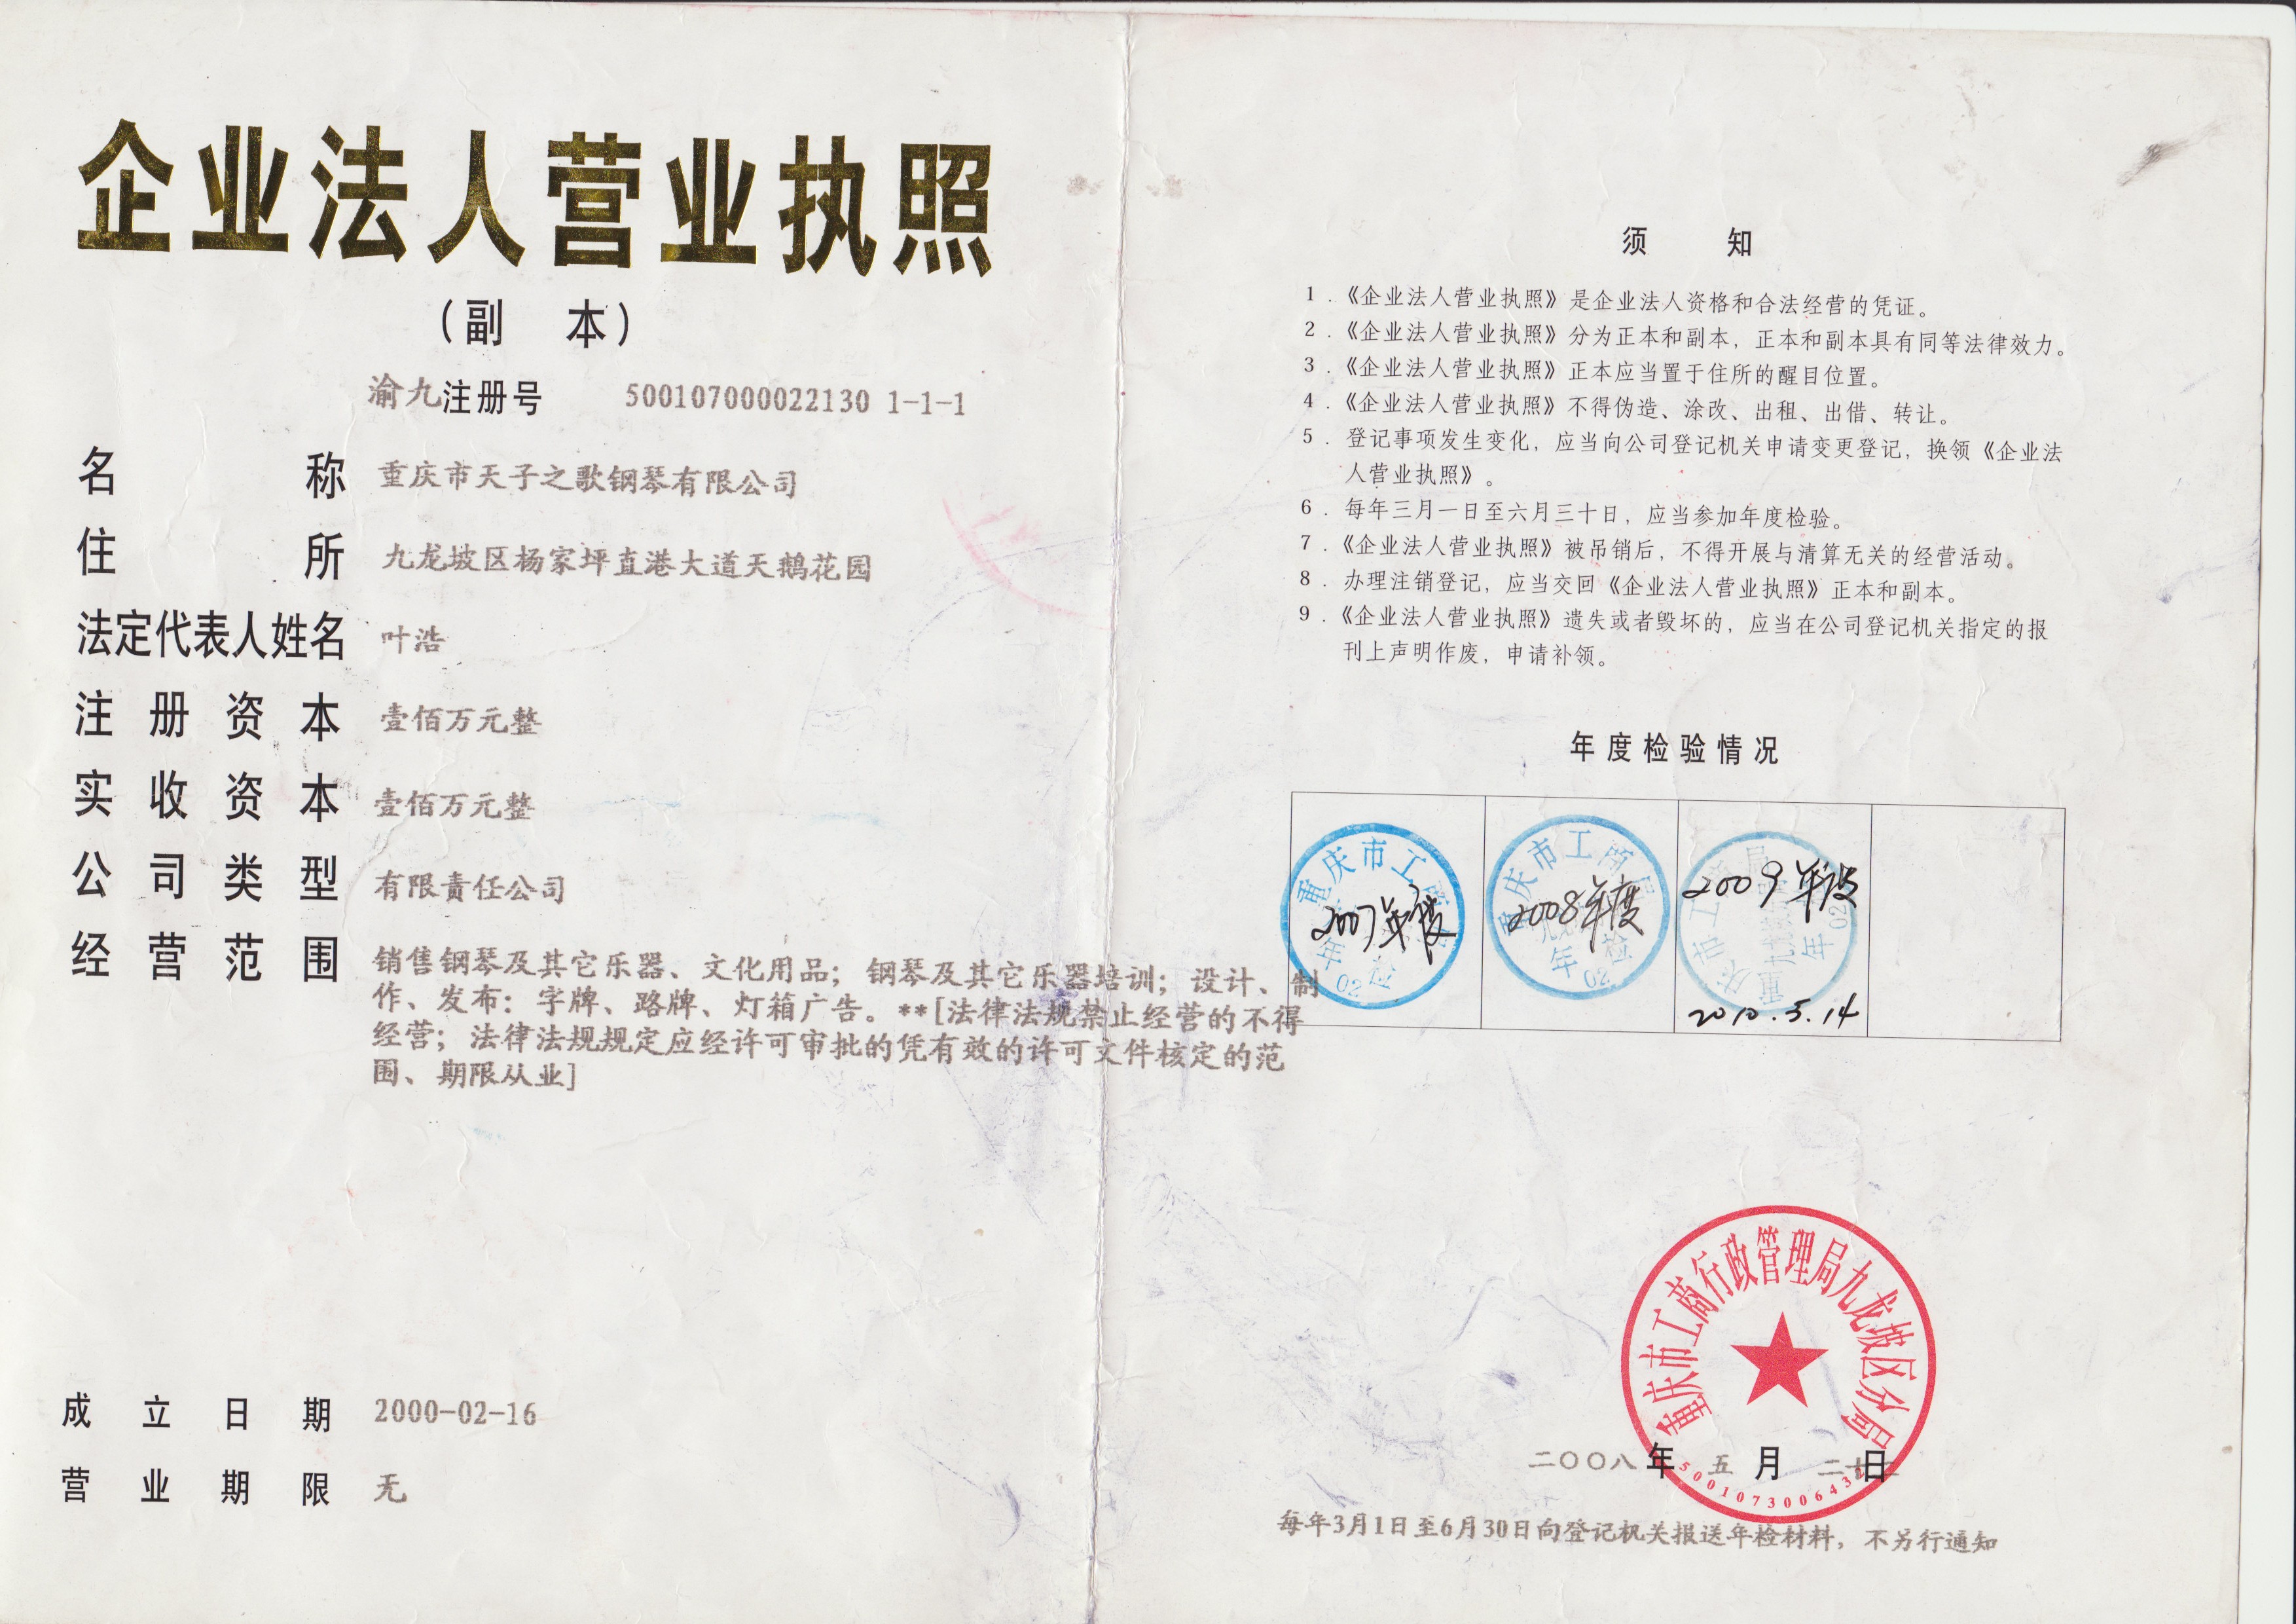 企业法人营业执照
（副 本）
渝九注册号 500107000022130 1-1-1
名 称 重庆市天子之歌钢琴有限公司
住 所 九龙坡区杨家坪直港大道天鹅花园
法定代表人姓名 叶浩
注册资本 壹佰万元整
实收资本 壹佰万元整
公司类型 有限责任公司
经营范围 销售钢琴及其它乐器、文化用品；钢琴及其它乐器培训；设计、制
作、发布：字牌、路牌、灯箱广告。**[法律法规禁止经营的不得
经营；法律法规规定应经许可审批的凭有效的许可文件核定的范
围、期限从业]
成立日期 2000-02-16
营业期限 无
须 知
1．《企业法人营业执照》是企业法人资格和合法经营的凭证。
2．《企业法人营业执照》分为正本和副本，正本和副本具有同等法律效力。
3．《企业法人营业执照》正本应当置于住所的醒目位置。
4．《企业法人营业执照》不得伪造、涂改、出租、出借、转让。
5．登记事项发生变化，应当向公司登记机关申请变更登记，换领《企业法
人营业执照》。
6．每年三月一日至六月三十日，应当参加年度检验。
7．《企业法人营业执照》被吊销后，不得开展与清算无关的经营活动。
8．办理注销登记，应当交回《企业法人营业执照》正本和副本。
9．《企业法人营业执照》遗失或者毁坏的，应当在公司登记机关指定的报
刊上声明作废，申请补领。
年度检验情况
重庆市工商
2007年度
年检
02
重庆市工商局
2008年度
年检
02
2009年度
02
2010.5.14
重庆市工商行政管理局九龙坡区分局
二〇〇八年 五 月 二十 日
5001073006432
每年3月1日至6月30日向登记机关报送年检材料，不另行通知